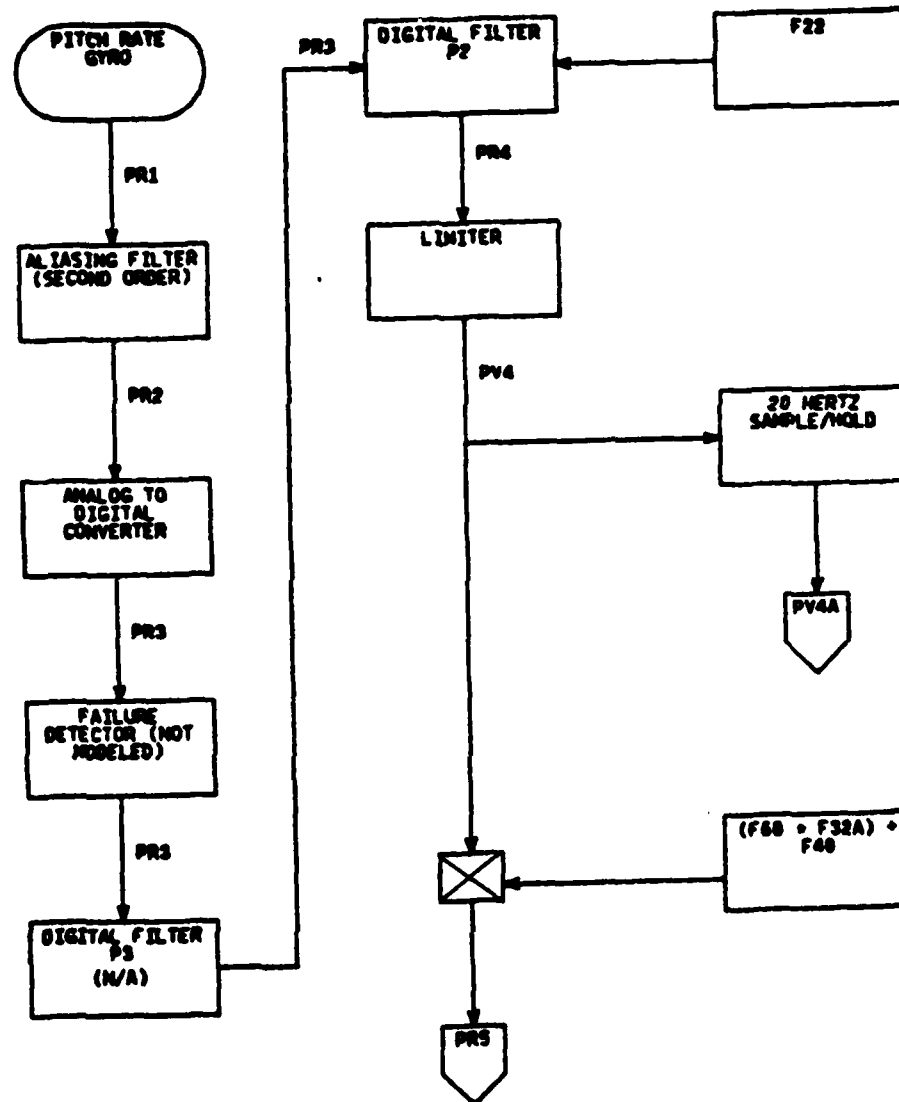 PITCH RATE
GYRO
PR1
ALIASING FILTER
(SECOND ORDER)
PR2
ANALOG TO
DIGITAL
CONVERTER
PR3
FAILURE
DETECTOR (NOT
MODELED)
PR3
DIGITAL FILTER
P3
(N/A)
PR3
DIGITAL FILTER
P2
F22
PR4
LIMITER
PV4
20 HERTZ
SAMPLE/HOLD
PV4A
(F68 * F32A) +
F40
PR5